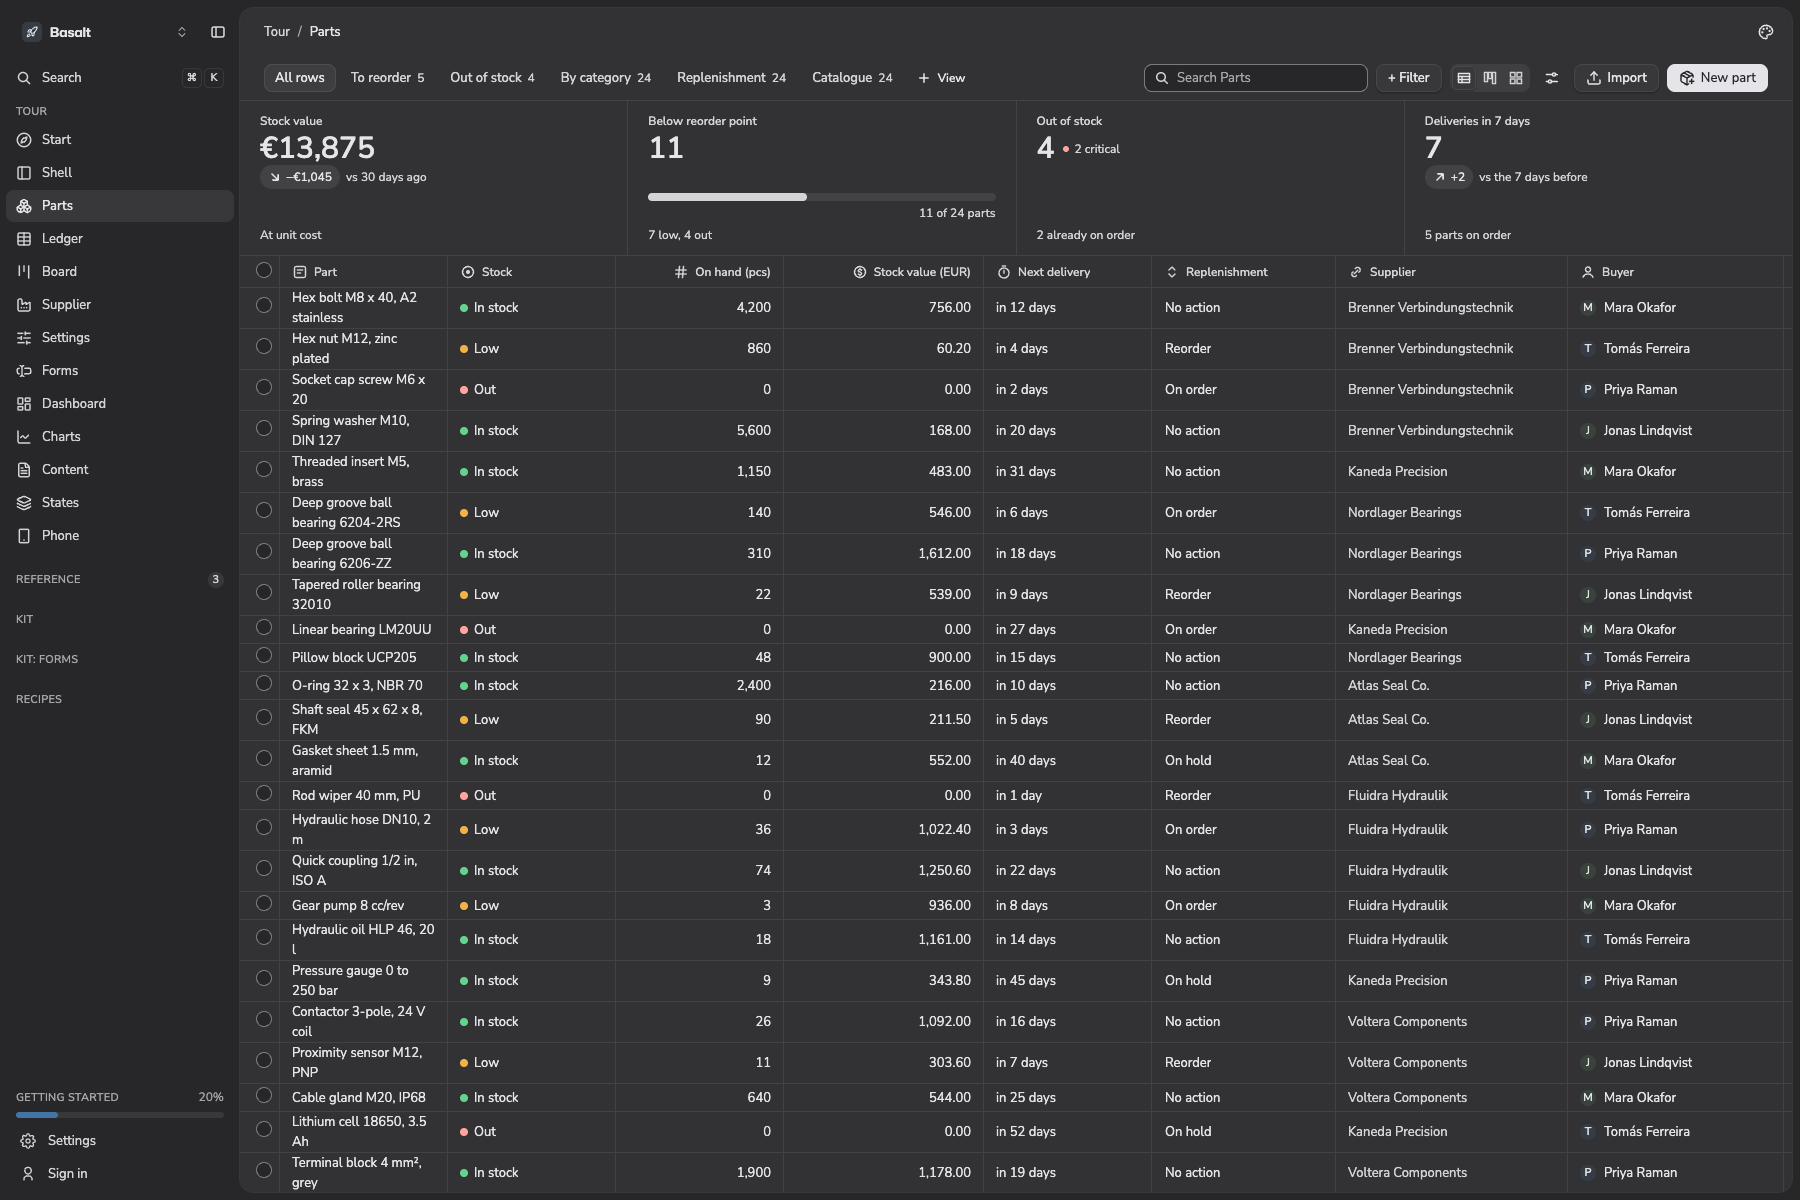 Basalt
Search ⌘ K
TOUR
Start
Shell
Parts
Ledger
Board
Supplier
Settings
Forms
Dashboard
Charts
Content
States
Phone
REFERENCE 3
KIT
KIT: FORMS
RECIPES
GETTING STARTED 20%
Settings
Sign in
Tour / Parts
All rows To reorder 5 Out of stock 4 By category 24 Replenishment 24 Catalogue 24 + View Search Parts + Filter Import New part
Stock value
€13,875
−€1,045 vs 30 days ago
At unit cost
Below reorder point
11
11 of 24 parts
7 low, 4 out
Out of stock
4 2 critical
2 already on order
Deliveries in 7 days
7
+2 vs the 7 days before
5 parts on order
Part Stock # On hand (pcs) Stock value (EUR) Next delivery Replenishment Supplier Buyer
Hex bolt M8 x 40, A2
stainless
In stock 4,200 756.00 in 12 days No action Brenner Verbindungstechnik M Mara Okafor
Hex nut M12, zinc
plated
Low 860 60.20 in 4 days Reorder Brenner Verbindungstechnik T Tomás Ferreira
Socket cap screw M6 x
20
Out 0 0.00 in 2 days On order Brenner Verbindungstechnik P Priya Raman
Spring washer M10,
DIN 127
In stock 5,600 168.00 in 20 days No action Brenner Verbindungstechnik J Jonas Lindqvist
Threaded insert M5,
brass
In stock 1,150 483.00 in 31 days No action Kaneda Precision M Mara Okafor
Deep groove ball
bearing 6204-2RS
Low 140 546.00 in 6 days On order Nordlager Bearings T Tomás Ferreira
Deep groove ball
bearing 6206-ZZ
In stock 310 1,612.00 in 18 days No action Nordlager Bearings P Priya Raman
Tapered roller bearing
32010
Low 22 539.00 in 9 days Reorder Nordlager Bearings J Jonas Lindqvist
Linear bearing LM20UU Out 0 0.00 in 27 days On order Kaneda Precision M Mara Okafor
Pillow block UCP205 In stock 48 900.00 in 15 days No action Nordlager Bearings T Tomás Ferreira
O-ring 32 x 3, NBR 70 In stock 2,400 216.00 in 10 days No action Atlas Seal Co. P Priya Raman
Shaft seal 45 x 62 x 8,
FKM
Low 90 211.50 in 5 days Reorder Atlas Seal Co. J Jonas Lindqvist
Gasket sheet 1.5 mm,
aramid
In stock 12 552.00 in 40 days On hold Atlas Seal Co. M Mara Okafor
Rod wiper 40 mm, PU Out 0 0.00 in 1 day Reorder Fluidra Hydraulik T Tomás Ferreira
Hydraulic hose DN10, 2
m
Low 36 1,022.40 in 3 days On order Fluidra Hydraulik P Priya Raman
Quick coupling 1/2 in,
ISO A
In stock 74 1,250.60 in 22 days No action Fluidra Hydraulik J Jonas Lindqvist
Gear pump 8 cc/rev Low 3 936.00 in 8 days On order Fluidra Hydraulik M Mara Okafor
Hydraulic oil HLP 46, 20
l
In stock 18 1,161.00 in 14 days No action Fluidra Hydraulik T Tomás Ferreira
Pressure gauge 0 to
250 bar
In stock 9 343.80 in 45 days On hold Kaneda Precision P Priya Raman
Contactor 3-pole, 24 V
coil
In stock 26 1,092.00 in 16 days No action Voltera Components P Priya Raman
Proximity sensor M12,
PNP
Low 11 303.60 in 7 days Reorder Voltera Components J Jonas Lindqvist
Cable gland M20, IP68 In stock 640 544.00 in 25 days No action Voltera Components M Mara Okafor
Lithium cell 18650, 3.5
Ah
Out 0 0.00 in 52 days On hold Kaneda Precision T Tomás Ferreira
Terminal block 4 mm², 
grey
In stock 1,900 1,178.00 in 19 days No action Voltera Components P Priya Raman